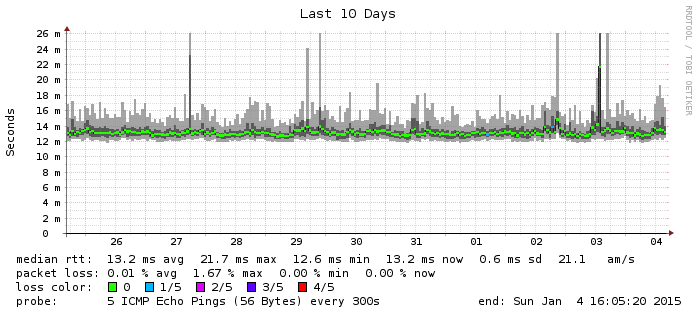 Last 10 Days
RRDTOOL / TOBI OETIKER
Seconds
26 m
24 m
22 m
20 m
18 m
16 m
14 m
12 m
10 m
8 m
6 m
4 m
2 m
0
26 27 28 29 30 31 01 02 03 04
median rtt: 13.2 ms avg 21.7 ms max 12.6 ms min 13.2 ms now 0.6 ms sd 21.1 am/s
packet loss: 0.01 % avg 1.67 % max 0.00 % min 0.00 % now
loss color: 0 1/5 2/5 3/5 4/5
probe: 5 ICMP Echo Pings (56 Bytes) every 300s end: Sun Jan 4 16:05:20 2015